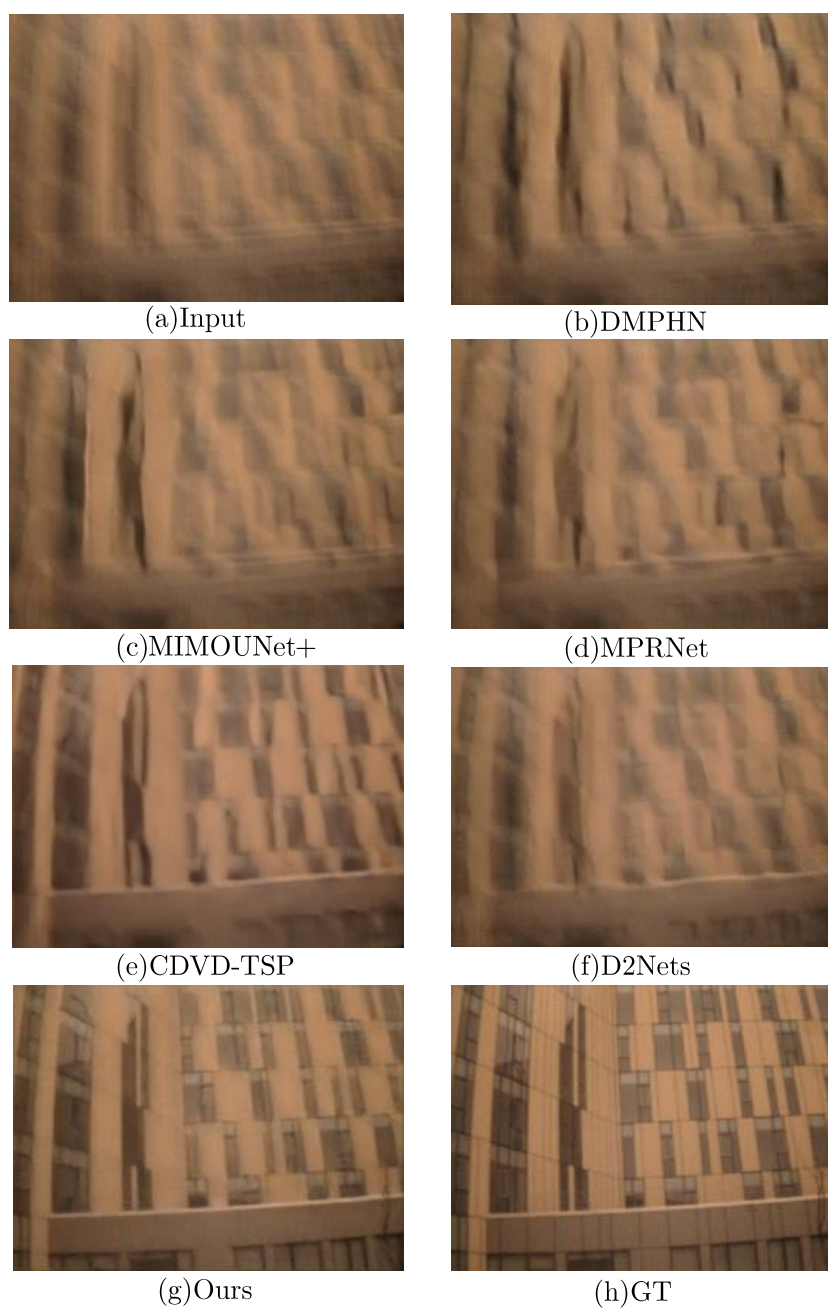 (a)Input
(b)DMPHN
(c)MIMOUNet+
(d)MPRNet
(e)CDVD-TSP
(f)D2Nets
(g)Ours
(h)GT